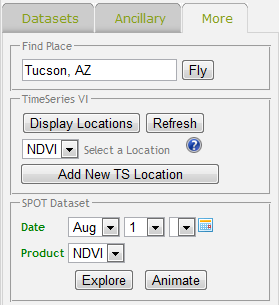 Datasets Ancillary More
Find Place
Tucson, AZ Fly
TimeSeries VI
Display Locations Refresh
NDVI Select a Location ?
Add New TS Location
SPOT Dataset
Date Aug 1
Product NDVI
Explore Animate